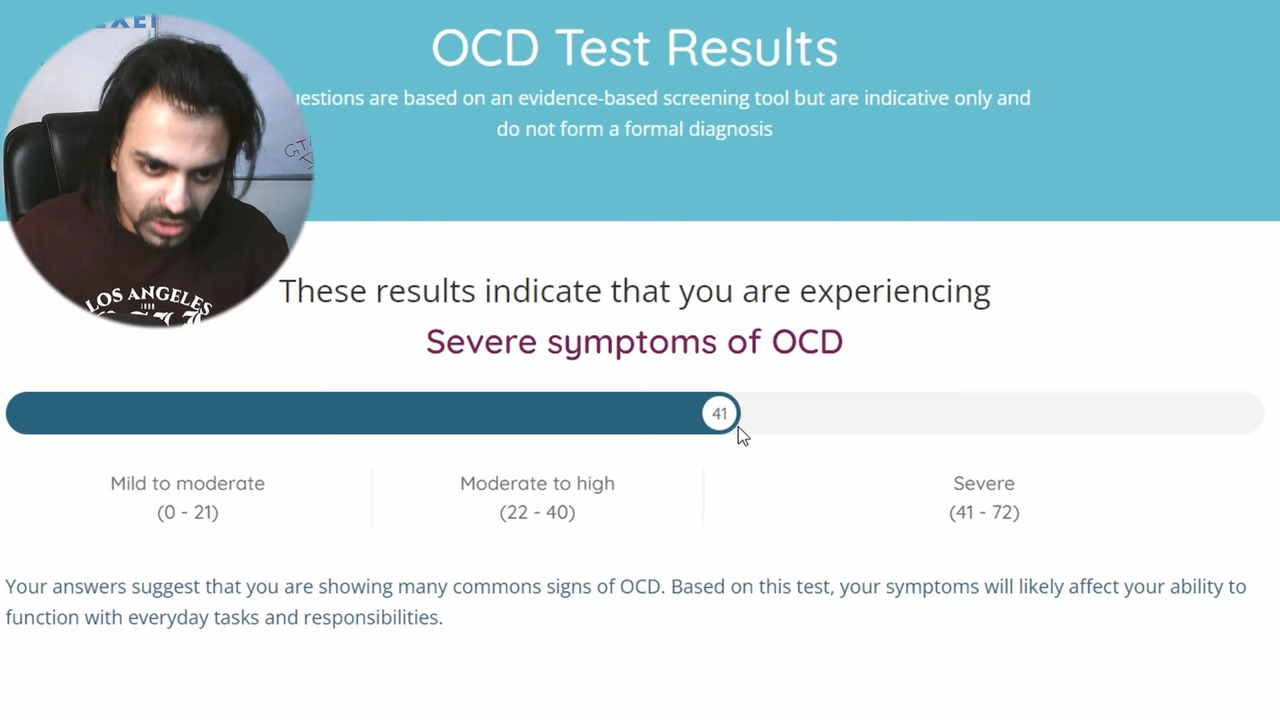 OCD Test Results
questions are based on an evidence-based screening tool but are indicative only and
do not form a formal diagnosis
LOS ANGELES
These results indicate that you are experiencing
Severe symptoms of OCD
41
Mild to moderate
Moderate to high
Severe
(0 - 21)
(22 - 40)
(41 - 72)
Your answers suggest that you are showing many commons signs of OCD. Based on this test, your symptoms will likely affect your ability to
function with everyday tasks and responsibilities.